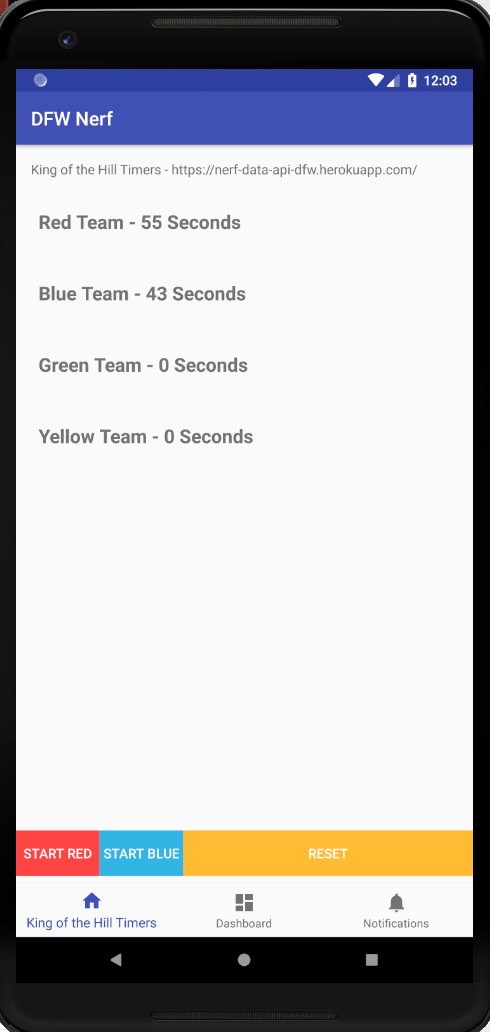 12:03
DFW Nerf
King of the Hill Timers - https://nerf-data-api-dfw.herokuapp.com/
Red Team - 55 Seconds
Blue Team - 43 Seconds
Green Team - 0 Seconds
Yellow Team - 0 Seconds
START RED START BLUE RESET
King of the Hill Timers Dashboard Notifications